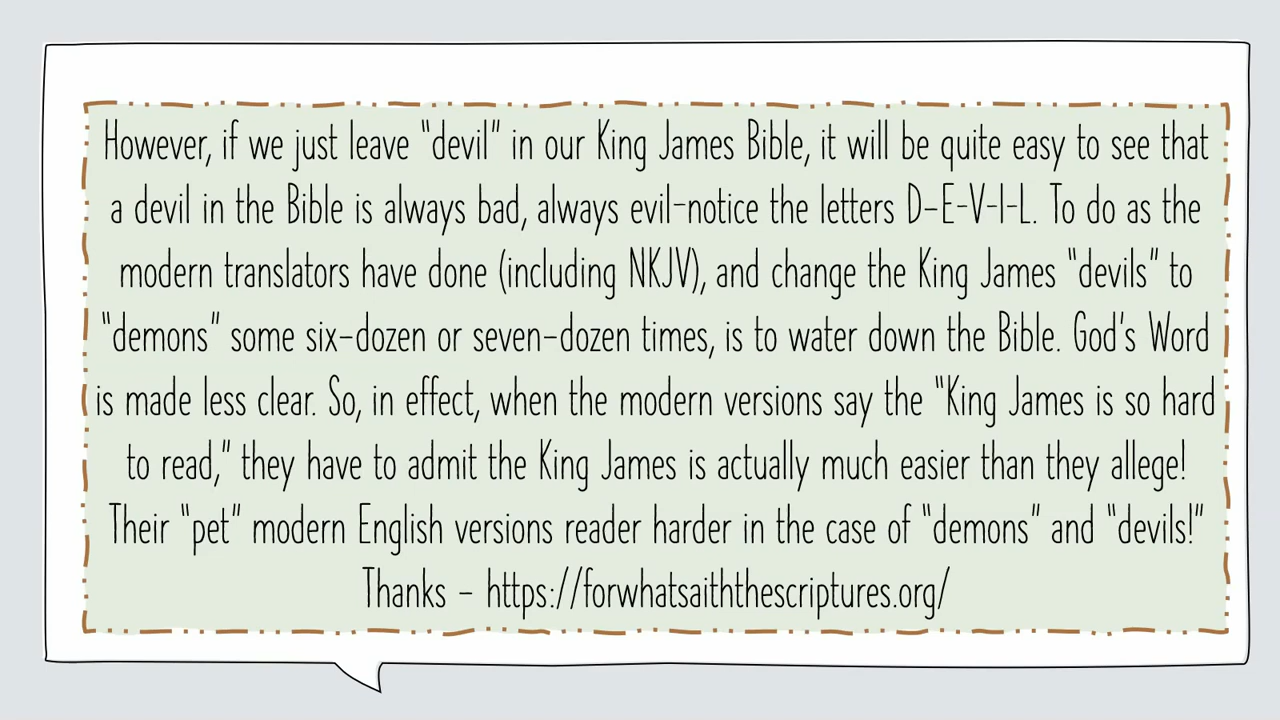 However, if we just leave “devil” in our King James Bible, it will be quite easy to see that
a devil in the Bible is always bad, always evil-notice the letters D-E-V-I-L. To do as the
modern translators have done (including NKJV), and change the King James “devils” to
“demons” some six-dozen or seven-dozen times, is to water down the Bible. God's Word
is made less clear. So, in effect, when the modern versions say the “King James is so hard
to read,” they have to admit the King James is actually much easier than they allege!
Their “pet” modern English versions reader harder in the case of “demons” and “devils!”
Thanks - https://forwhatsaiththescriptures.org/